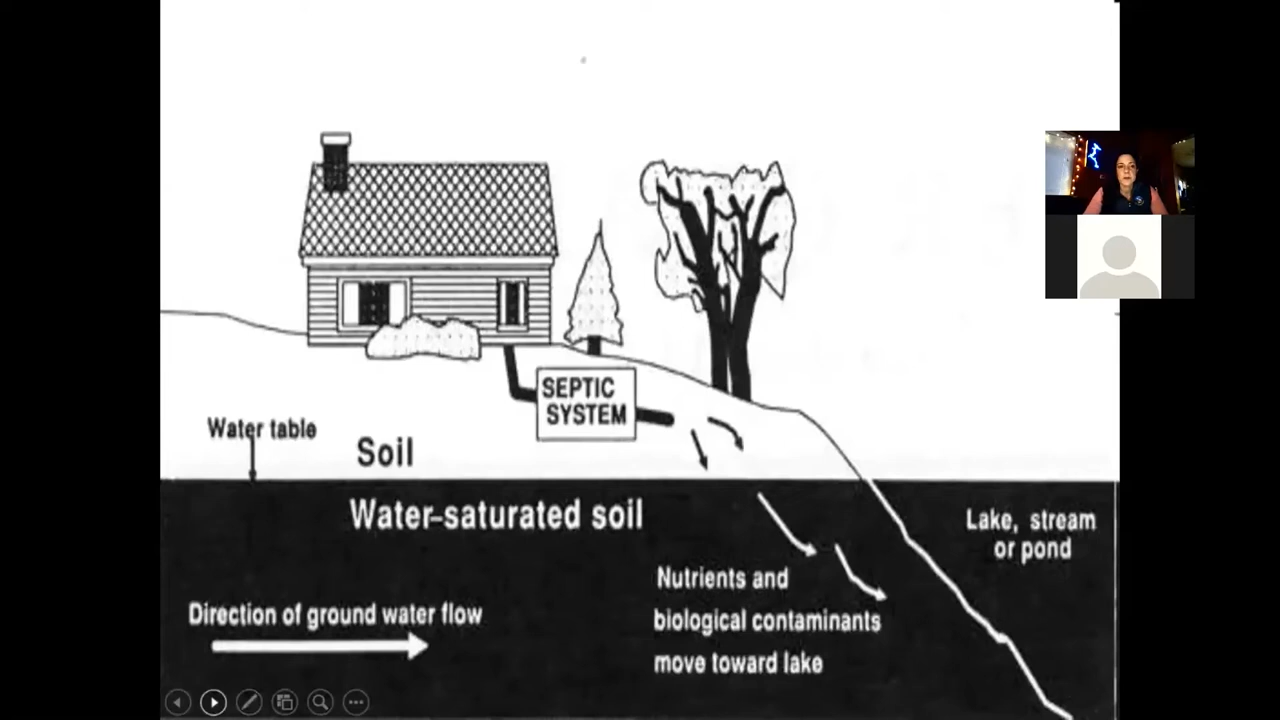 SEPTIC
SYSTEM
Water table
Soil
Water-saturated soil
Lake, stream
or pond
Nutrients and
biological contaminants
move toward lake
Direction of ground water flow